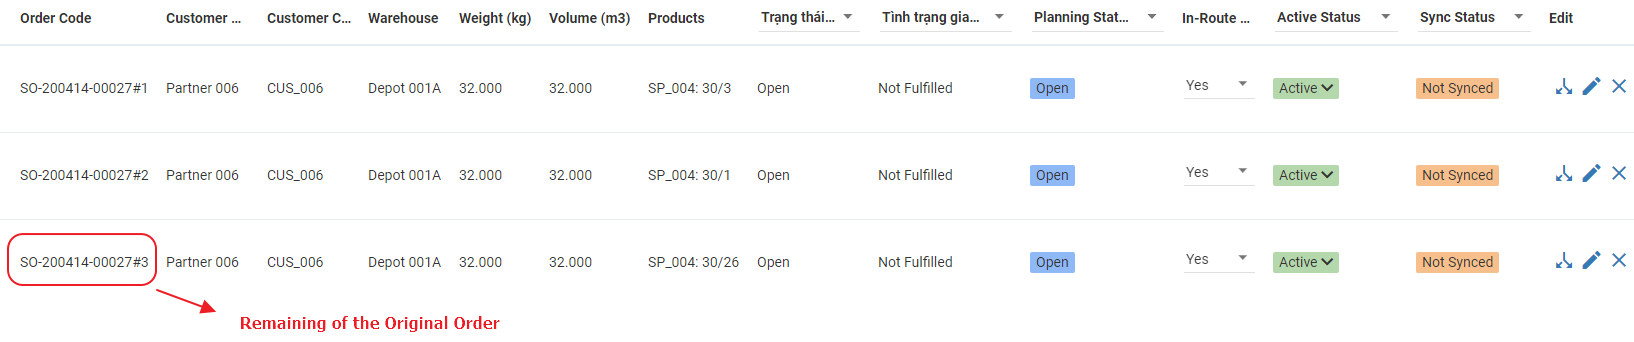 Order Code Customer ... Customer C... Warehouse Weight (kg) Volume (m3) Products Trạng thái... Tình trạng gia... Planning Stat... In-Route ... Active Status Sync Status Edit
SO-200414-00027#1 Partner 006 CUS_006 Depot 001A 32.000 32.000 SP_004: 30/3 Open Not Fulfilled Open Yes Active Not Synced
SO-200414-00027#2 Partner 006 CUS_006 Depot 001A 32.000 32.000 SP_004: 30/1 Open Not Fulfilled Open Yes Active Not Synced
SO-200414-00027#3 Partner 006 CUS_006 Depot 001A 32.000 32.000 SP_004: 30/26 Open Not Fulfilled Open Yes Active Not Synced
Remaining of the Original Order